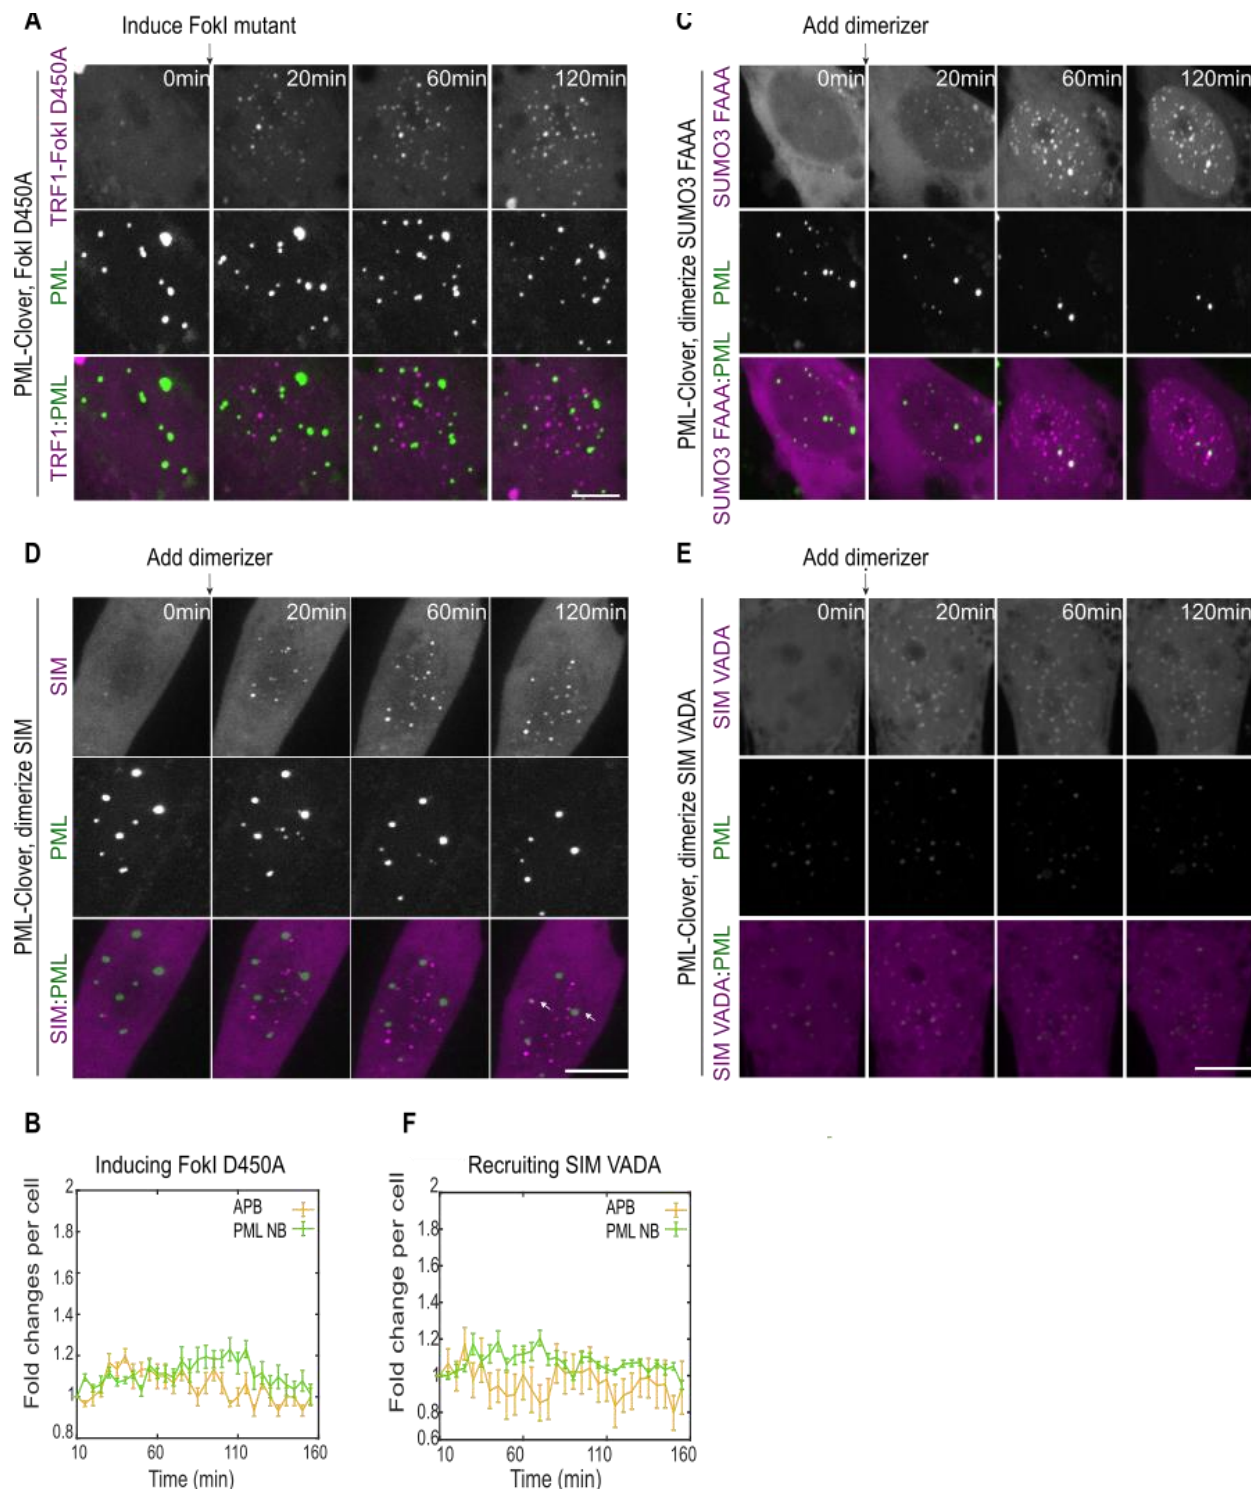 A
Induce FokI mutant
PML-Clover, FokI D450A
TRF1-FokI D450A
PML
TRF1:PML
0min
20min
60min
120min
C
Add dimerizer
PML-Clover, dimerize SUMO3 FAAA
SUMO3 FAAA
PML
SUMO3 FAAA:PML
0min
20min
60min
120min
D
Add dimerizer
PML-Clover, dimerize SIM
SIM
PML
SIM:PML
0min
20min
60min
120min
E
Add dimerizer
PML-Clover, dimerize SIM VADA
SIM VADA
PML
SIM VADA:PML
0min
20min
60min
120min
B
Inducing FokI D450A
Fold changes per cell
2
1.8
1.6
1.4
1.2
1
0.8
APB
PML NB
10
60
110
160
Time (min)
F
Recruiting SIM VADA
Fold change per cell
2
1.8
1.6
1.4
1.2
1
0.8
0.6
APB
PML NB
10
60
110
160
Time (min)